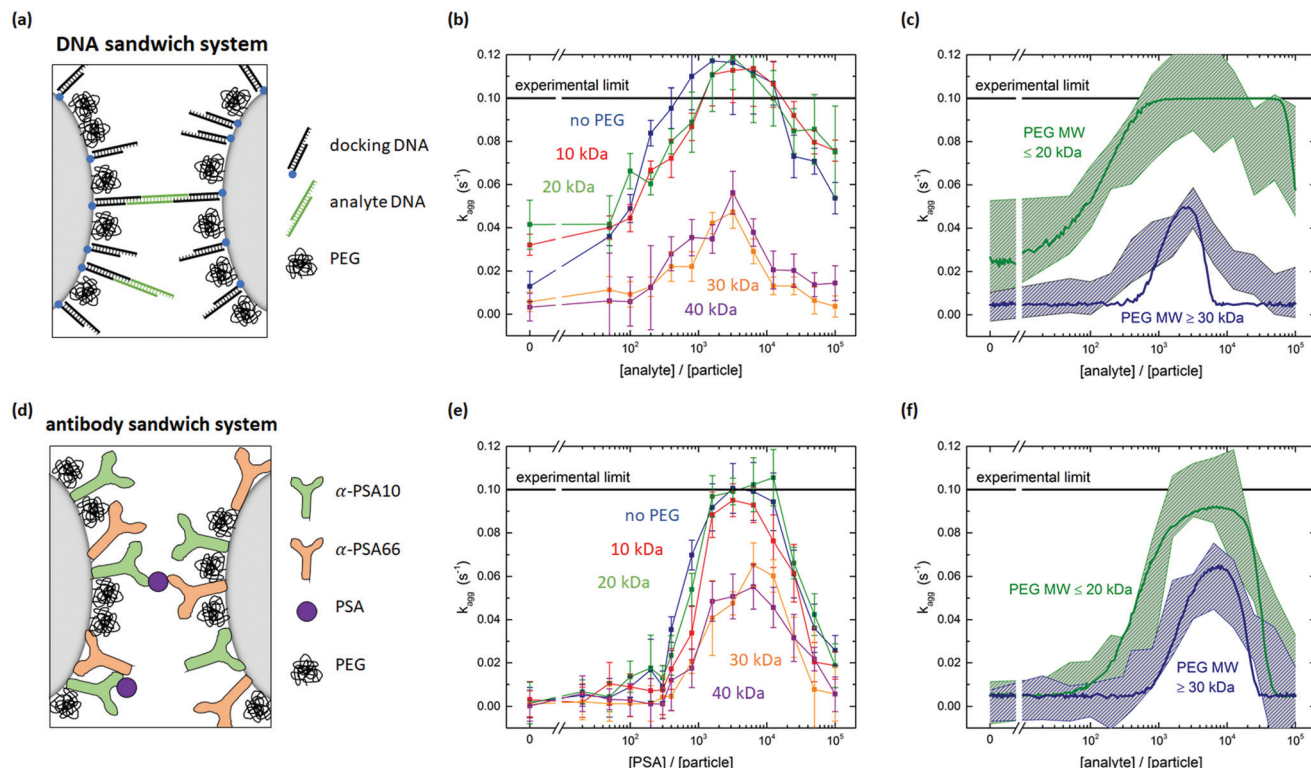 (a)
DNA sandwich system
docking DNA
analyte DNA
PEG
(b)
0.12
0.10
0.08
0.06
0.04
0.02
0.00
k_agg (s⁻¹)
experimental limit
no PEG
10 kDa
20 kDa
30 kDa
40 kDa
0 10² 10³ 10⁴ 10⁵
[analyte] / [particle]
(c)
0.12
0.10
0.08
0.06
0.04
0.02
0.00
k_agg (s⁻¹)
experimental limit
PEG MW
≤ 20 kDa
PEG MW ≥ 30 kDa
0 10² 10³ 10⁴ 10⁵
[analyte] / [particle]
(d)
antibody sandwich system
α-PSA10
α-PSA66
PSA
PEG
(e)
0.12
0.10
0.08
0.06
0.04
0.02
0.00
k_agg (s⁻¹)
experimental limit
no PEG
10 kDa
20 kDa
30 kDa
40 kDa
0 10² 10³ 10⁴ 10⁵
[PSA] / [particle]
(f)
0.12
0.10
0.08
0.06
0.04
0.02
0.00
k_agg (s⁻¹)
experimental limit
PEG MW ≤ 20 kDa
PEG MW
≥ 30 kDa
0 10² 10³ 10⁴ 10⁵
[analyte] / [particle]